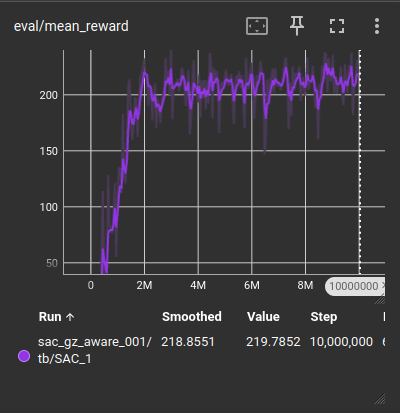 eval/mean_reward
200
150
100
50
0 2M 4M 6M 8M 10000000
Run ↑ Smoothed Value Step
sac_gz_aware_001/ 218.8551 219.7852 10,000,000
tb/SAC_1